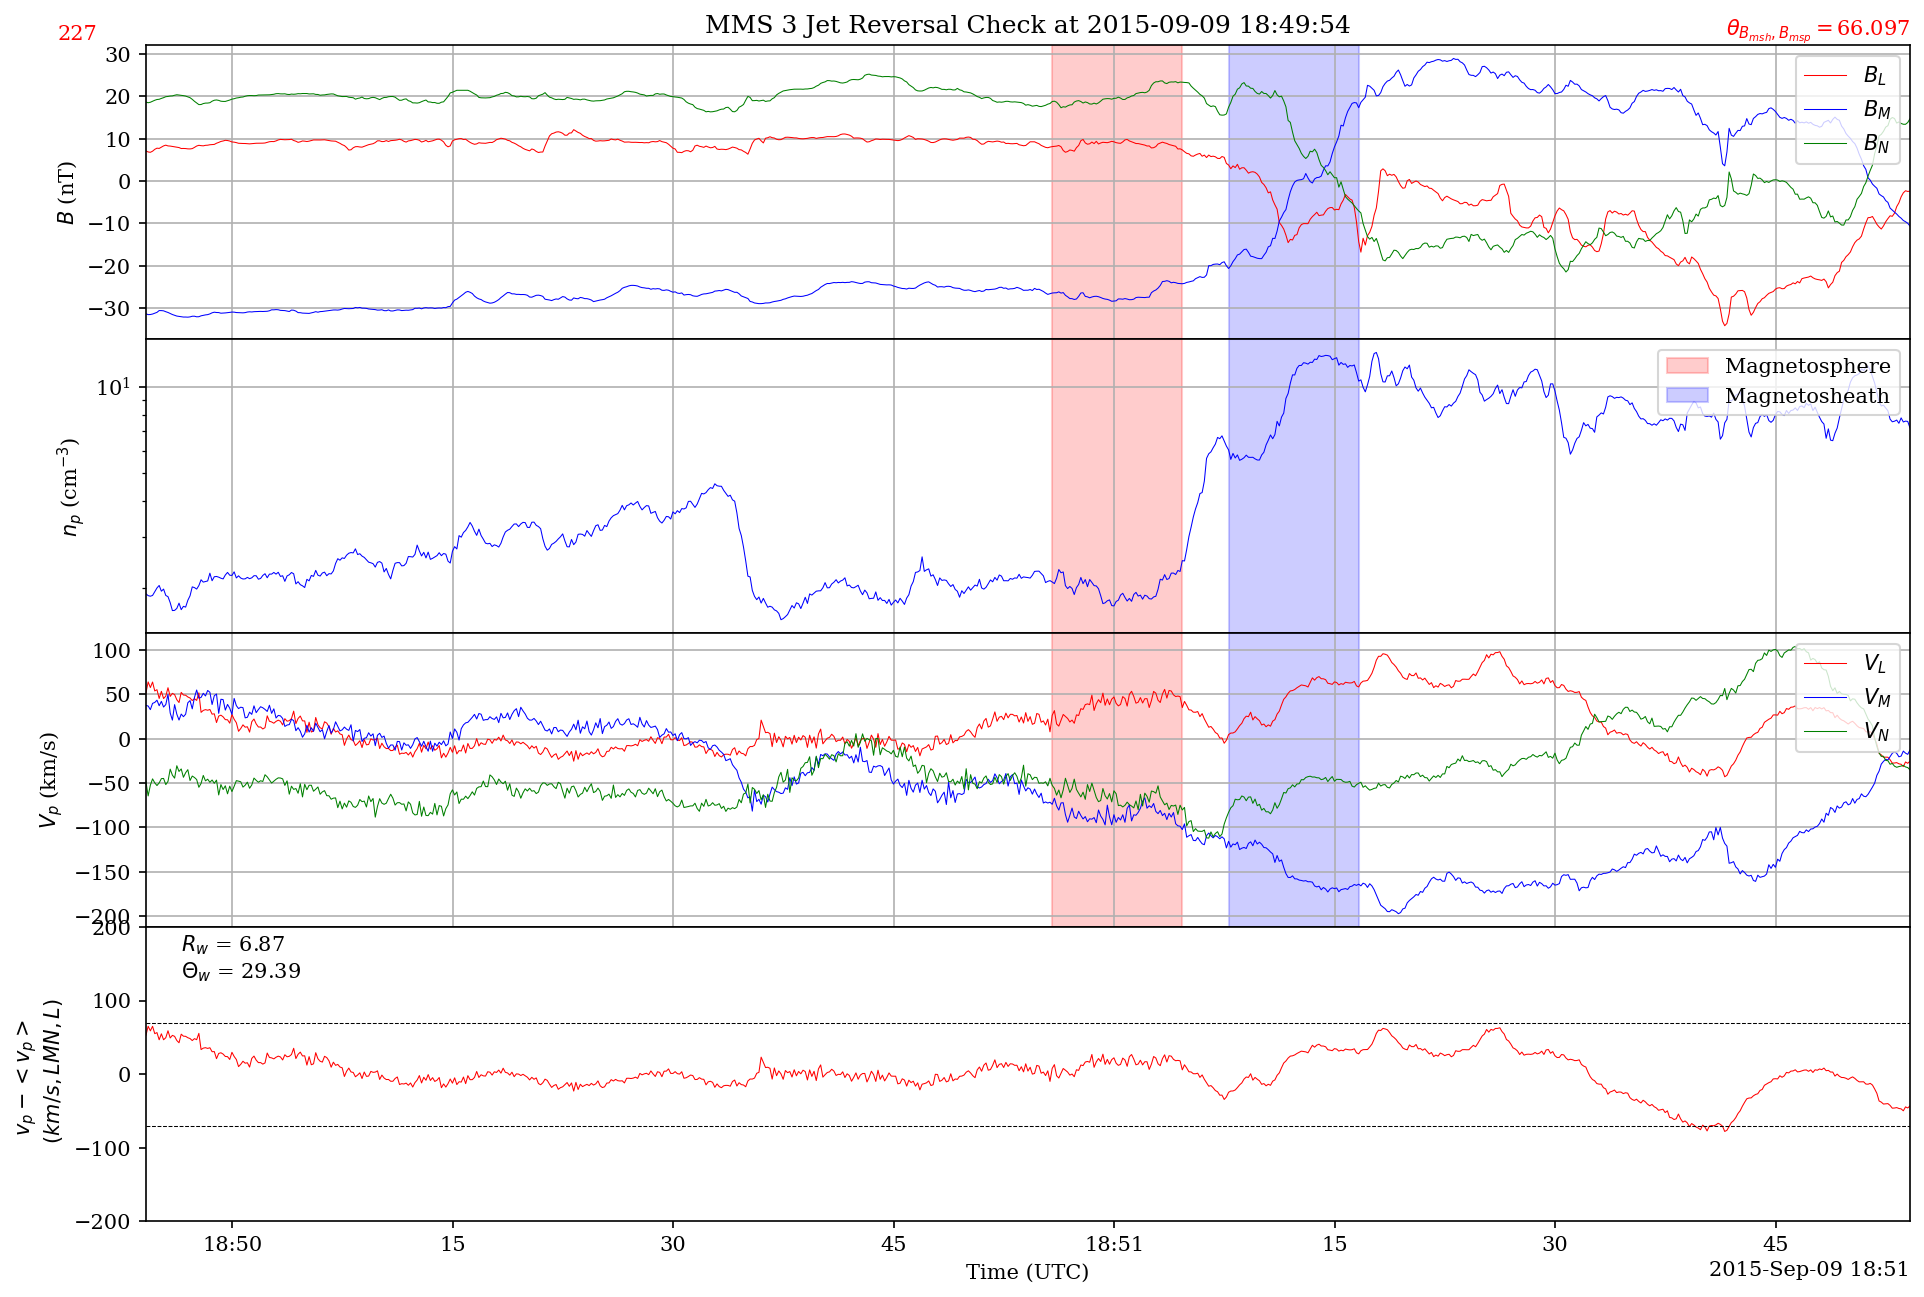 MMS 3 Jet Reversal Check at 2015-09-09 18:49:54
227
θ_{B_{msh}, B_{msp}} = 66.097
30
20
10
0
−10
−20
−30
B (nT)
B_L
B_M
B_N
10^1
n_p (cm^{−3})
Magnetosphere
Magnetosheath
100
50
0
−50
−100
−150
−200
V_p (km/s)
V_L
V_M
V_N
200
100
0
−100
−200
v_p − < v_p >
(km/s, LMN, L)
R_w = 6.87
Θ_w = 29.39
18:50 15 30 45 18:51 15 30 45
Time (UTC)
2015-Sep-09 18:51